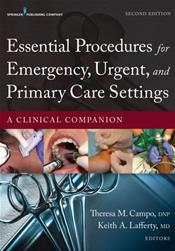 SPRINGER PUBLISHING COMPANY
SECOND EDITION
Essential Procedures for
Emergency, Urgent, and
Primary Care Settings
A CLINICAL COMPANION
Theresa M. Campo, DNP
Keith A. Lafferty, MD
EDITORS